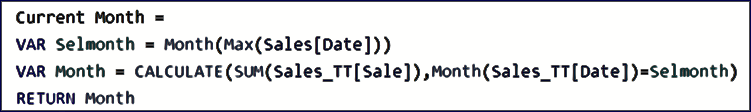 Current Month =
VAR Selmonth = Month(Max(Sales[Date]))
VAR Month = CALCULATE(SUM(Sales_TT[Sale]),Month(Sales_TT[Date])=Selmonth)
RETURN Month